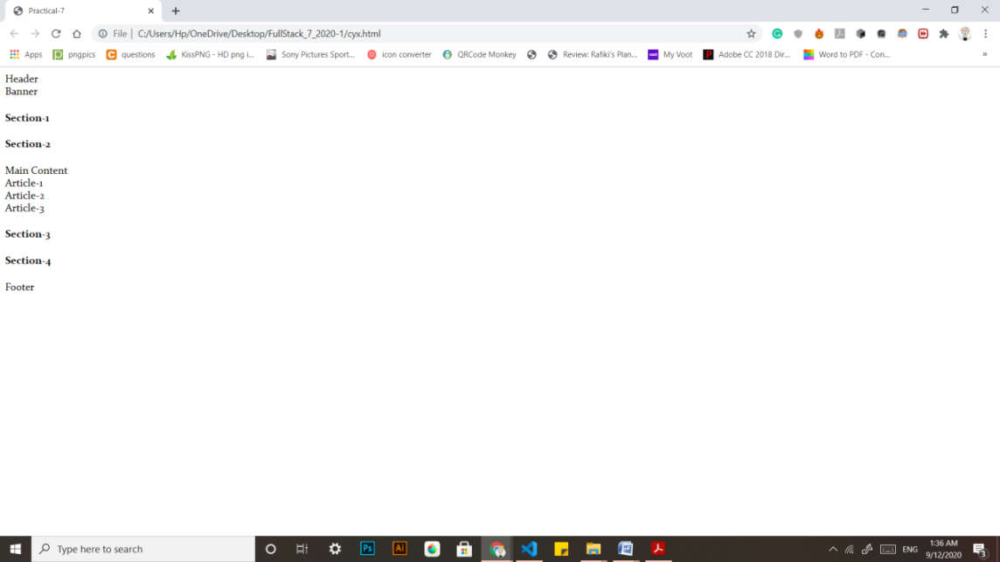 Practical-7
File | C:/Users/Hp/OneDrive/Desktop/FullStack_7_2020-1/cyx.html
Apps pngpics questions KissPNG - HD png i... Sony Pictures Sport... icon converter QRCode Monkey Review: Rafiki's Plan... My Voot Adobe CC 2018 Dir... Word to PDF - Con... »
Header
Banner
Section-1
Section-2
Main Content
Article-1
Article-2
Article-3
Section-3
Section-4
Footer
Type here to search
Ps Ai
ENG
1:36 AM
9/12/2020
3